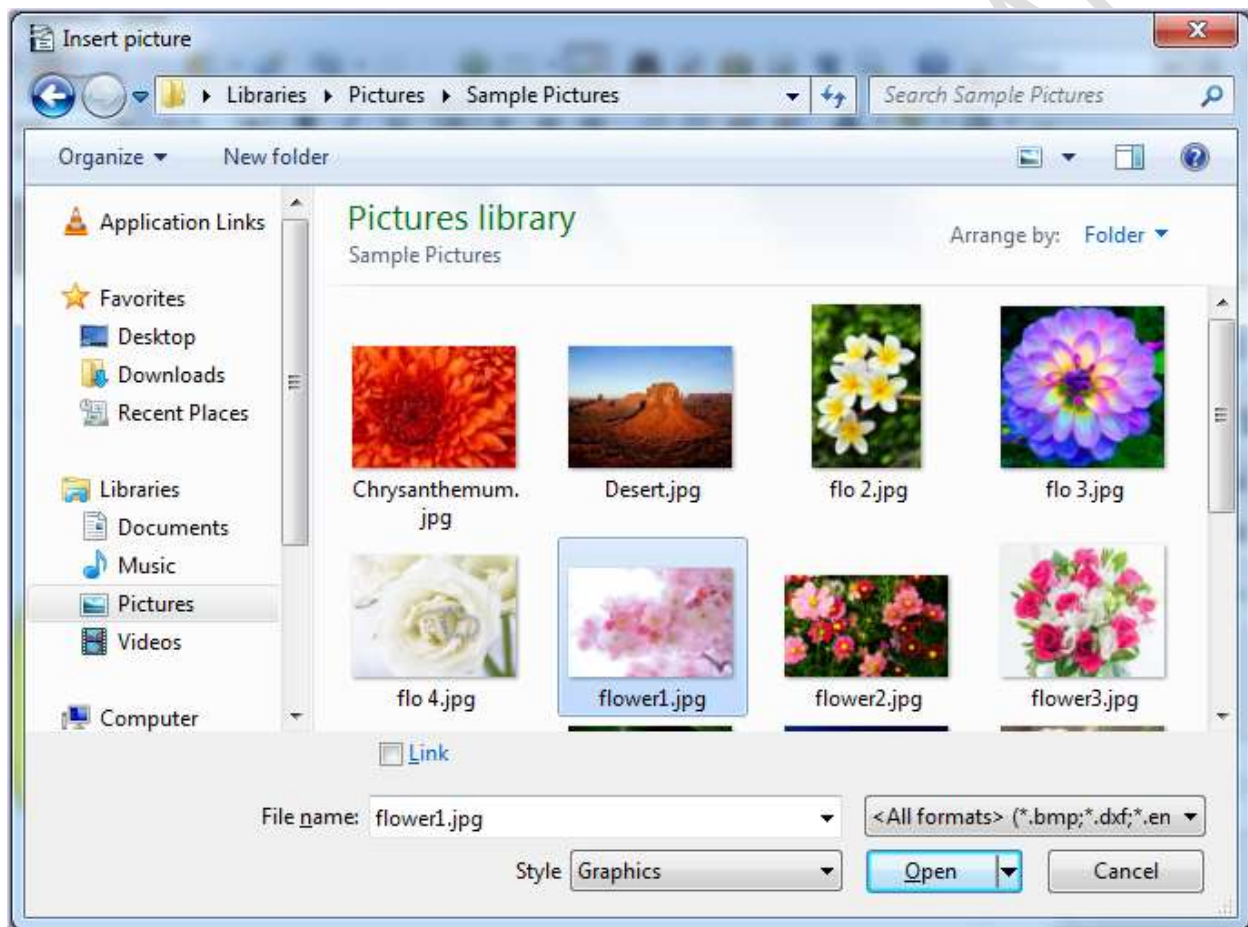 Insert picture
Libraries Pictures Sample Pictures
Search Sample Pictures
Organize New folder
Application Links
Favorites
Desktop
Downloads
Recent Places
Libraries
Documents
Music
Pictures
Videos
Computer
Pictures library
Sample Pictures
Arrange by: Folder
Chrysanthemum.
jpg
Desert.jpg
flo 2.jpg
flo 3.jpg
flo 4.jpg
flower1.jpg
flower2.jpg
flower3.jpg
Link
File name: flower1.jpg
<All formats> (*.bmp;*.dxf;*.en
Style Graphics
Open Cancel